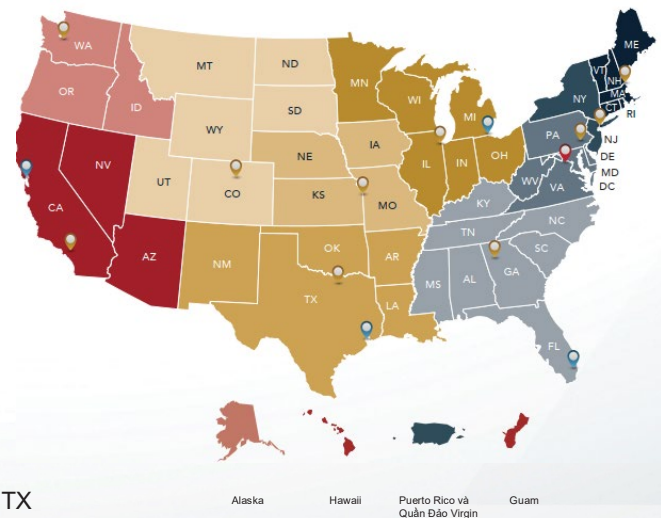 WA
MT
ND
MN
ME
VT
NH
MA
CT
RI
OR
ID
WY
SD
WI
MI
NY
NV
UT
CO
NE
IA
IL
IN
OH
PA
NJ
DE
MD
DC
WV
VA
CA
AZ
NM
KS
MO
KY
NC
TN
SC
OK
AR
TX
LA
MS
AL
GA
FL
TX
Alaska
Hawaii
Puerto Rico và
Quần Đảo Virgin
Guam